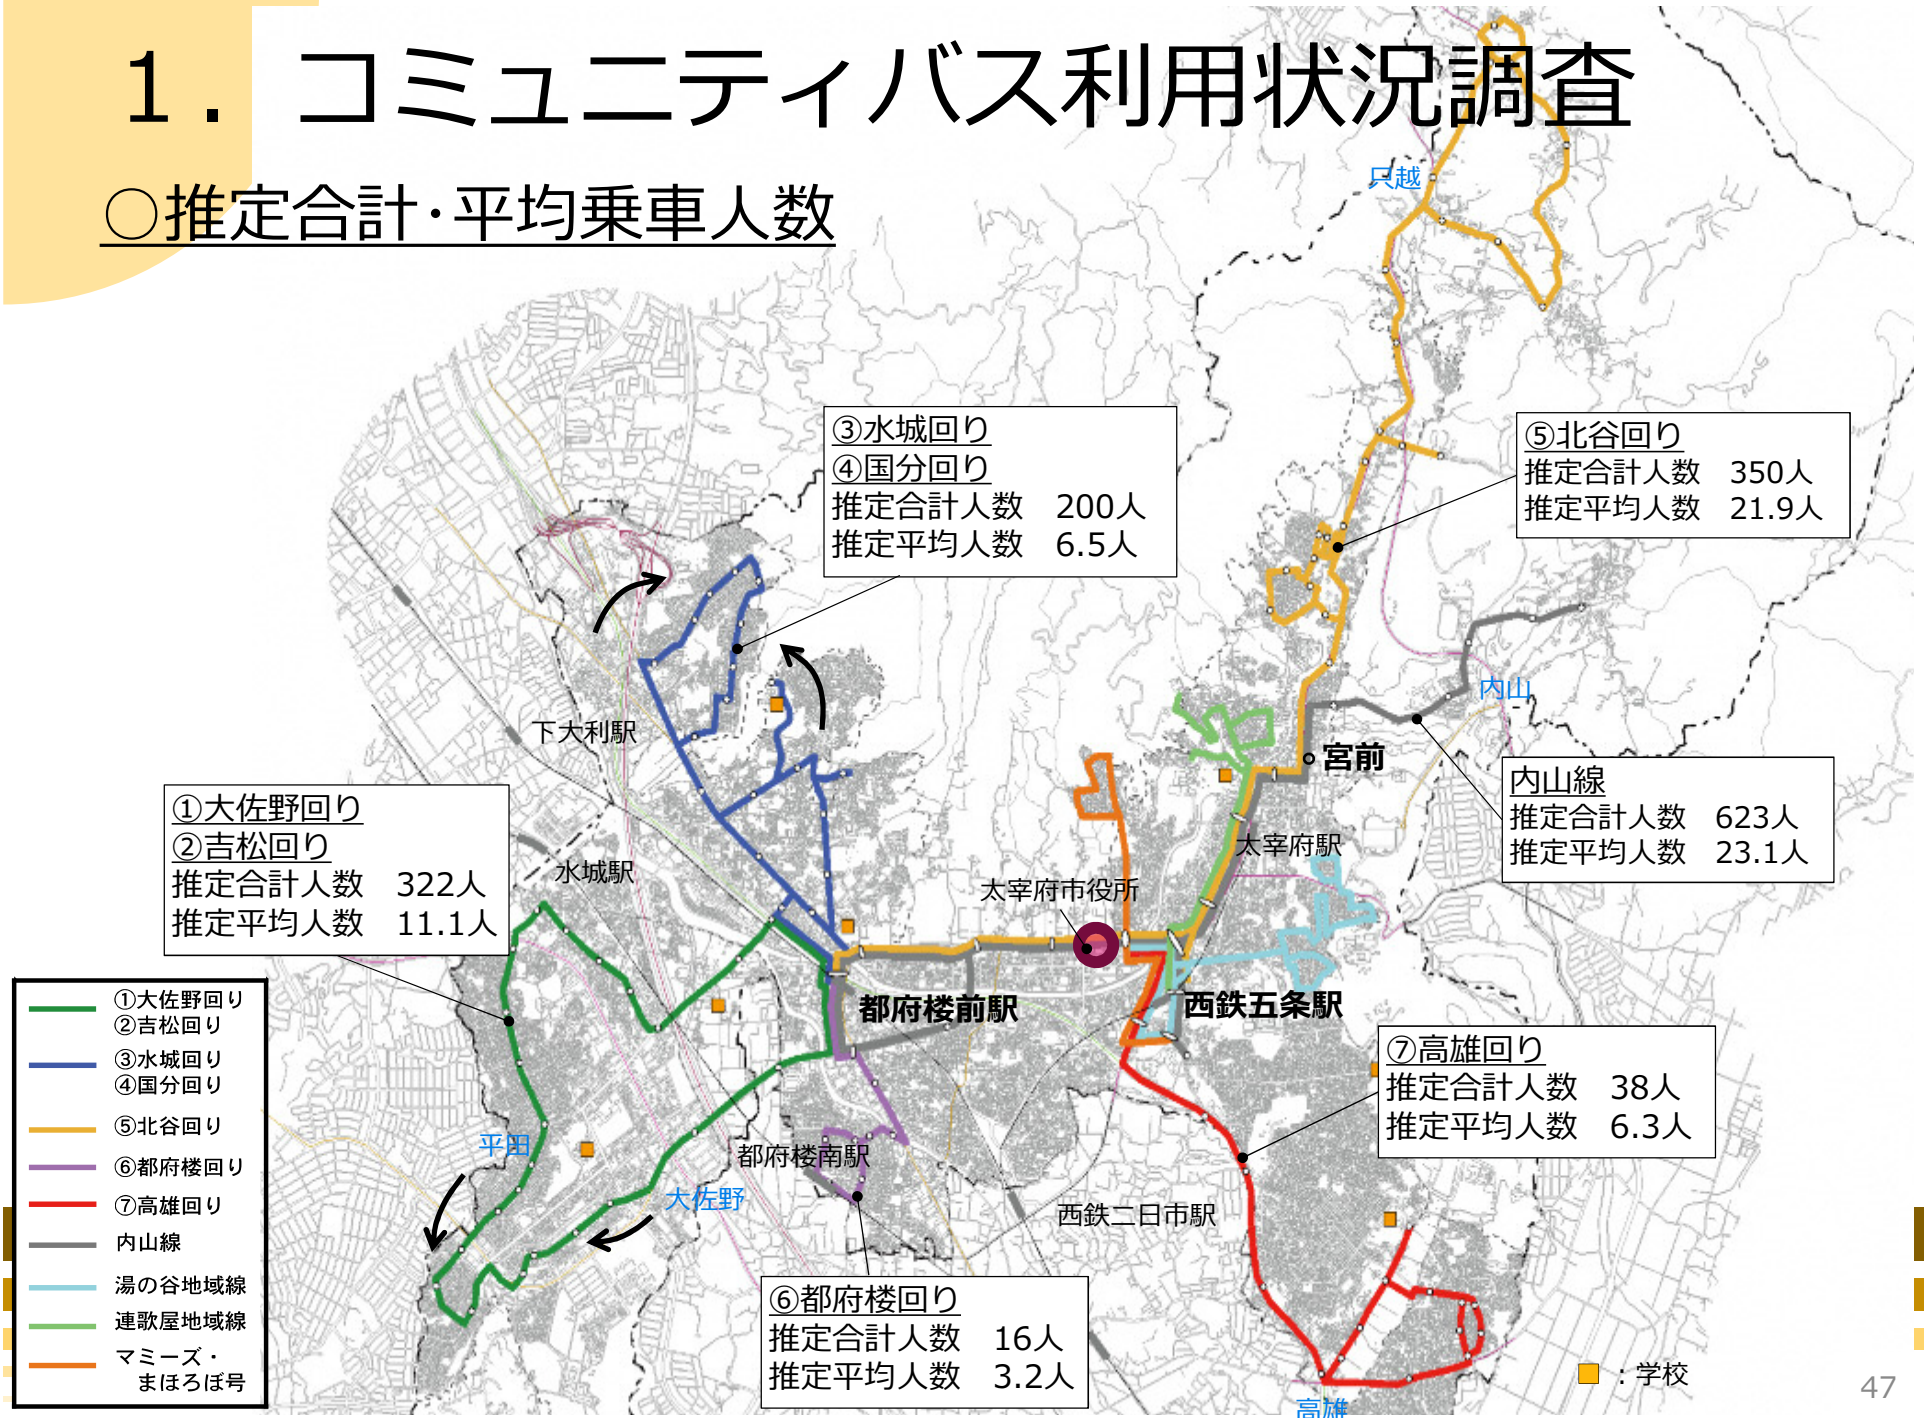 1．コミュニティバス利用状況調査
○推定合計･平均乗車人数
只越
③水城回り
④国分回り
推定合計人数　200人
推定平均人数　6.5人
⑤北谷回り
推定合計人数　350人
推定平均人数　21.9人
内山
下大利駅
宮前
内山線
推定合計人数　623人
推定平均人数　23.1人
①大佐野回り
②吉松回り
推定合計人数　322人
推定平均人数　11.1人
水城駅
太宰府駅
太宰府市役所
都府楼前駅
西鉄五条駅
①大佐野回り
②吉松回り
③水城回り
④国分回り
⑤北谷回り
⑥都府楼回り
⑦高雄回り
内山線
湯の谷地域線
連歌屋地域線
マミーズ・
まほろぼ号
⑦高雄回り
推定合計人数　38人
推定平均人数　6.3人
平田
都府楼南駅
大佐野
西鉄二日市駅
⑥都府楼回り
推定合計人数　16人
推定平均人数　3.2人
：学校
高雄
47